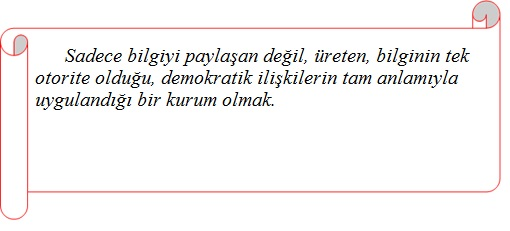 Sadece bilgiyi paylaşan değil, üreten, bilginin tek
otorite olduğu, demokratik ilişkilerin tam anlamıyla
uygulandığı bir kurum olmak.